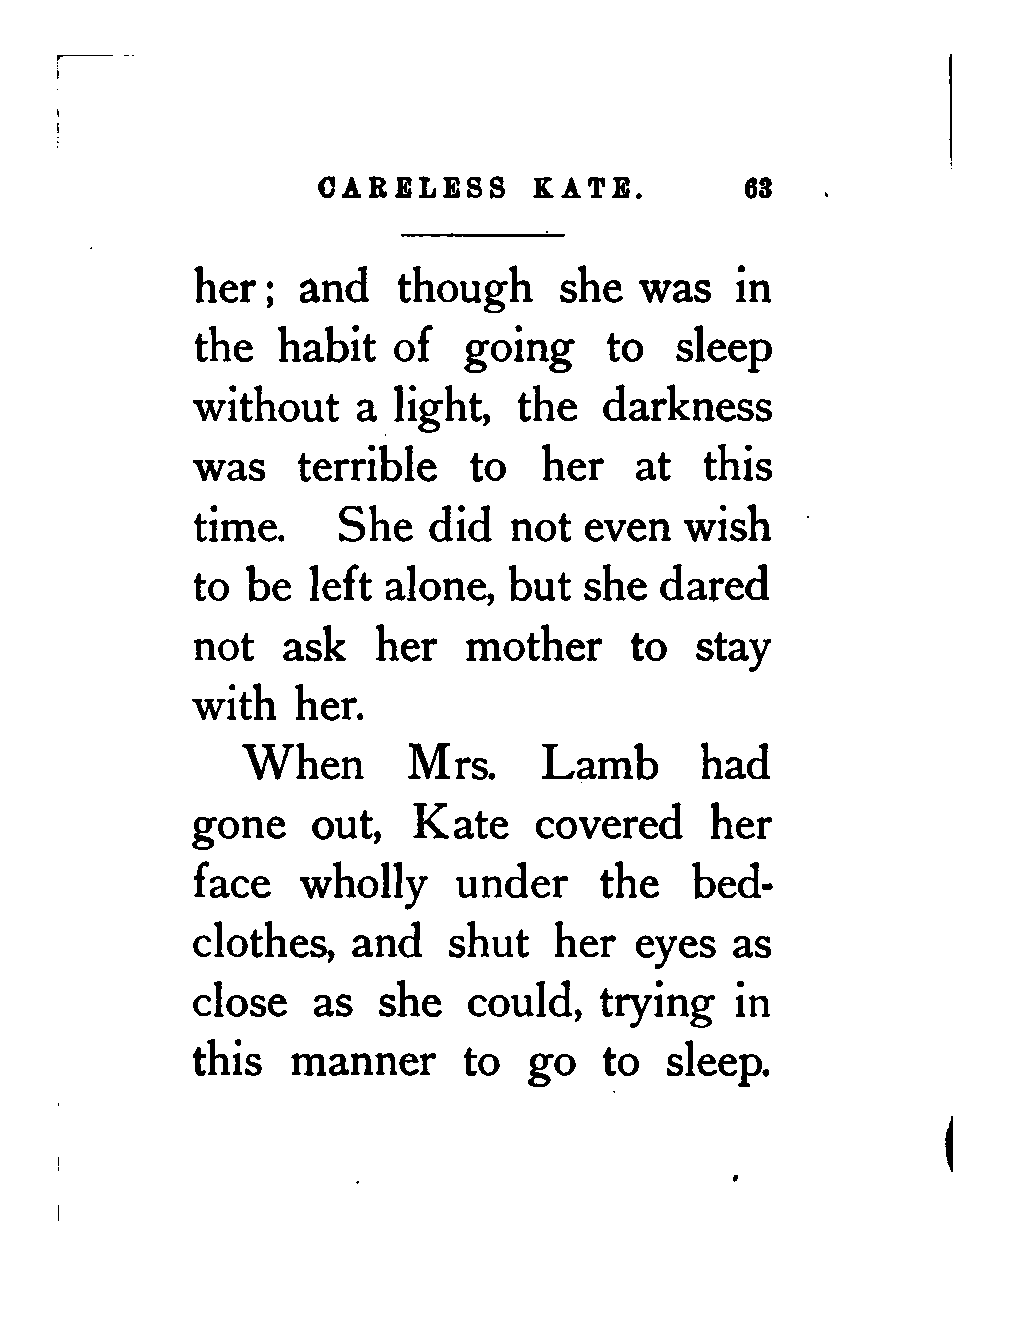 CARELESS KATE. 63
her; and though she was in
the habit of going to sleep
without a light, the darkness
was terrible to her at this
time. She did not even wish
to be left alone, but she dared
not ask her mother to stay
with her.
When Mrs. Lamb had
gone out, Kate covered her
face wholly under the bed-
clothes, and shut her eyes as
close as she could, trying in
this manner to go to sleep.